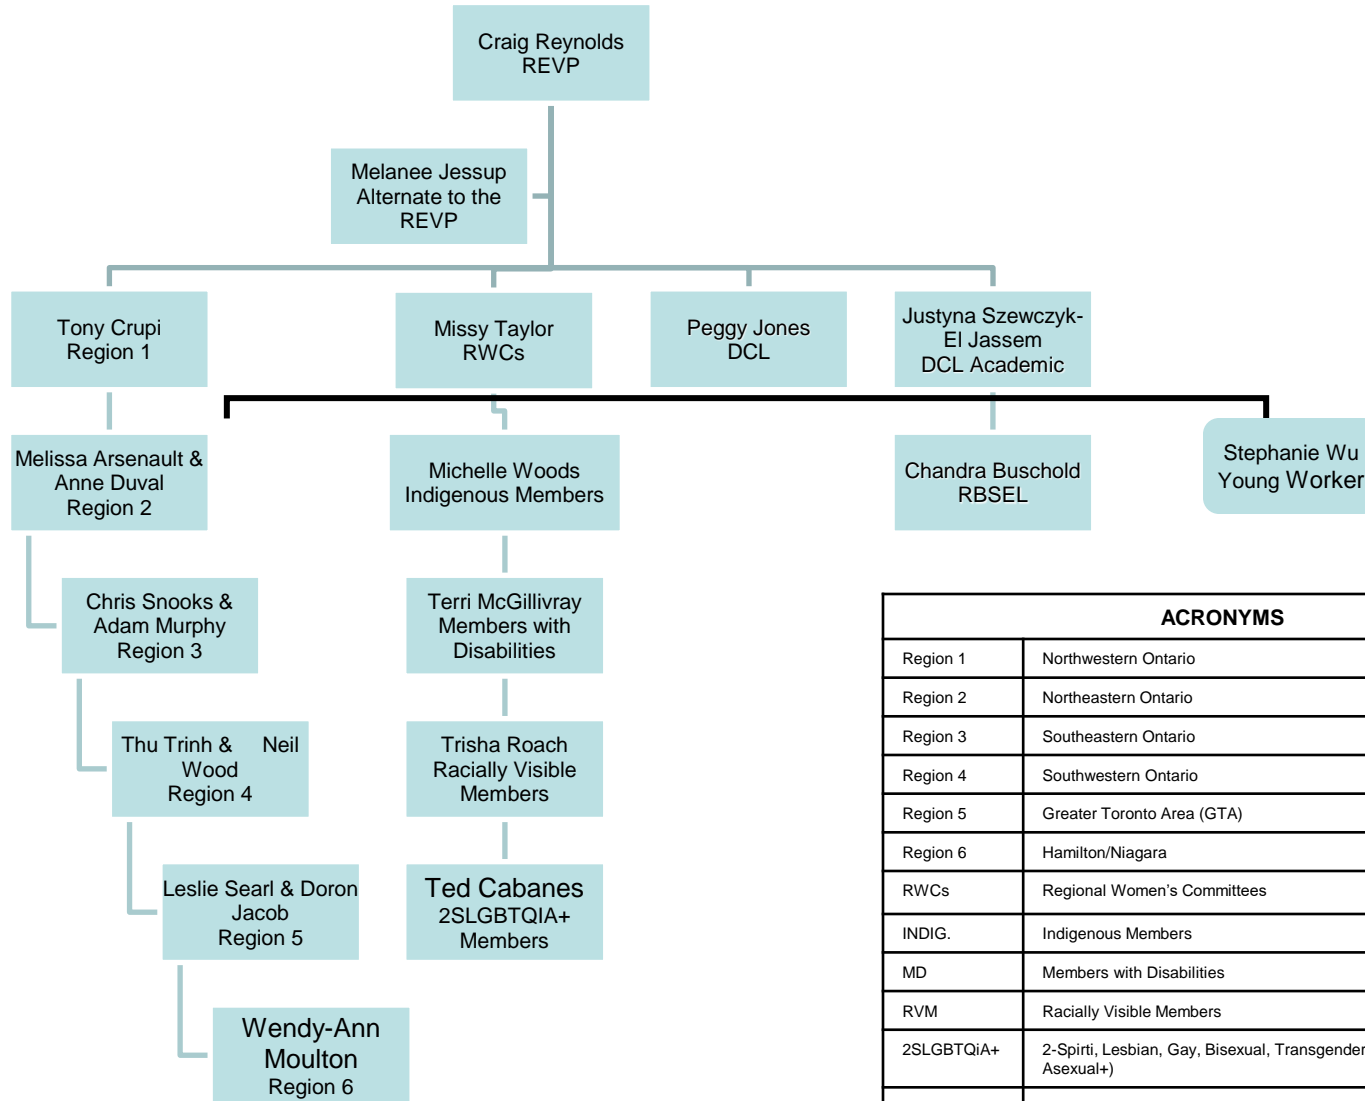 Craig Reynolds
REVP
Melanee Jessup
Alternate to the
REVP
Tony Crupi
Region 1
Missy Taylor
RWCs
Peggy Jones
DCL
Justyna Szewczyk-
El Jassem
DCL Academic
Melissa Arsenault &
Anne Duval
Region 2
Michelle Woods
Indigenous Members
Chandra Buschold
RBSEL
Stephanie Wu
Young Worker
Chris Snooks &
Adam Murphy
Region 3
Terri McGillivray
Members with
Disabilities
Thu Trinh & Neil
Wood
Region 4
Trisha Roach
Racially Visible
Members
Leslie Searl & Doron
Jacob
Region 5
Ted Cabanes
2SLGBTQIA+
Members
Wendy-Ann
Moulton
Region 6
ACRONYMS
Region 1 Northwestern Ontario
Region 2 Northeastern Ontario
Region 3 Southeastern Ontario
Region 4 Southwestern Ontario
Region 5 Greater Toronto Area (GTA)
Region 6 Hamilton/Niagara
RWCs Regional Women's Committees
INDIG. Indigenous Members
MD Members with Disabilities
RVM Racially Visible Members
2SLGBTQiA+ 2-Spirti, Lesbian, Gay, Bisexual, Transgender
Asexual+)